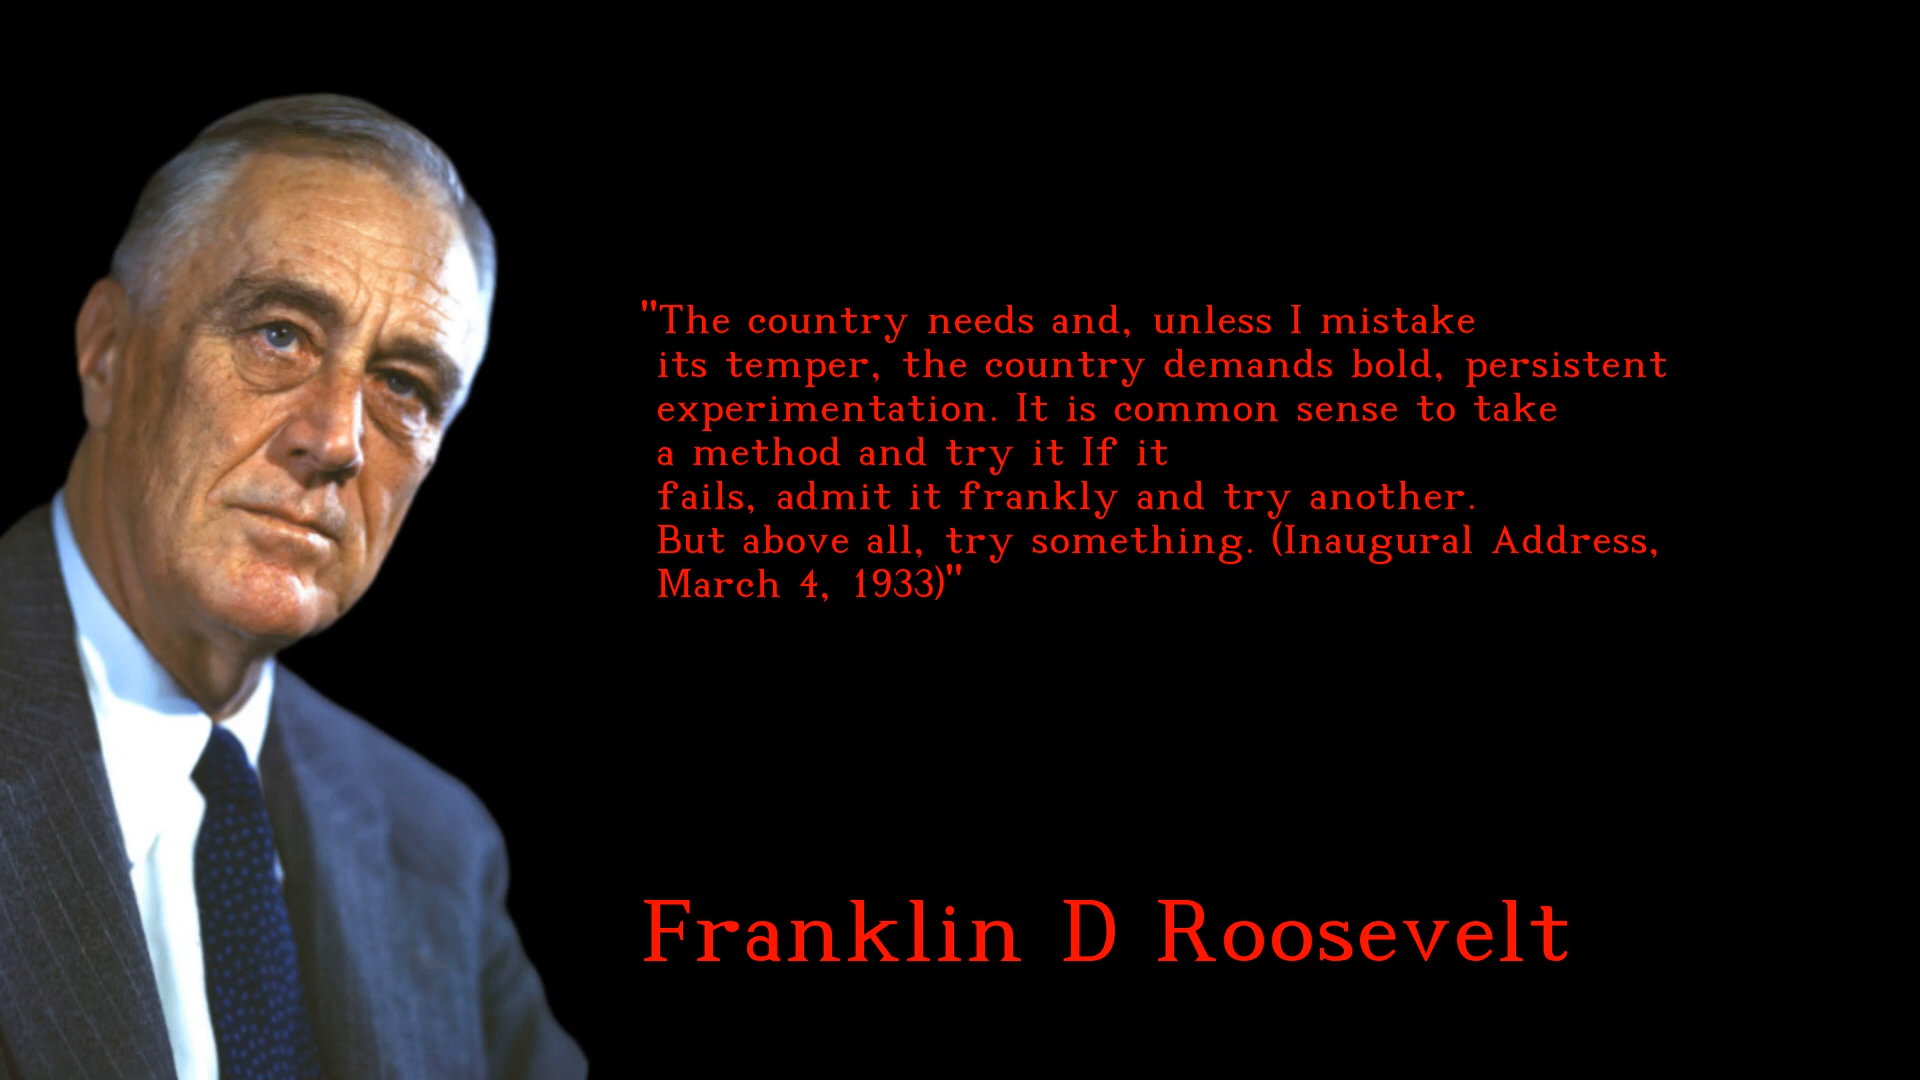 "The country needs and, unless I mistake
its temper, the country demands bold, persistent
experimentation. It is common sense to take
a method and try it If it
fails, admit it frankly and try another.
But above all, try something. (Inaugural Address,
March 4, 1933)"
Franklin D Roosevelt